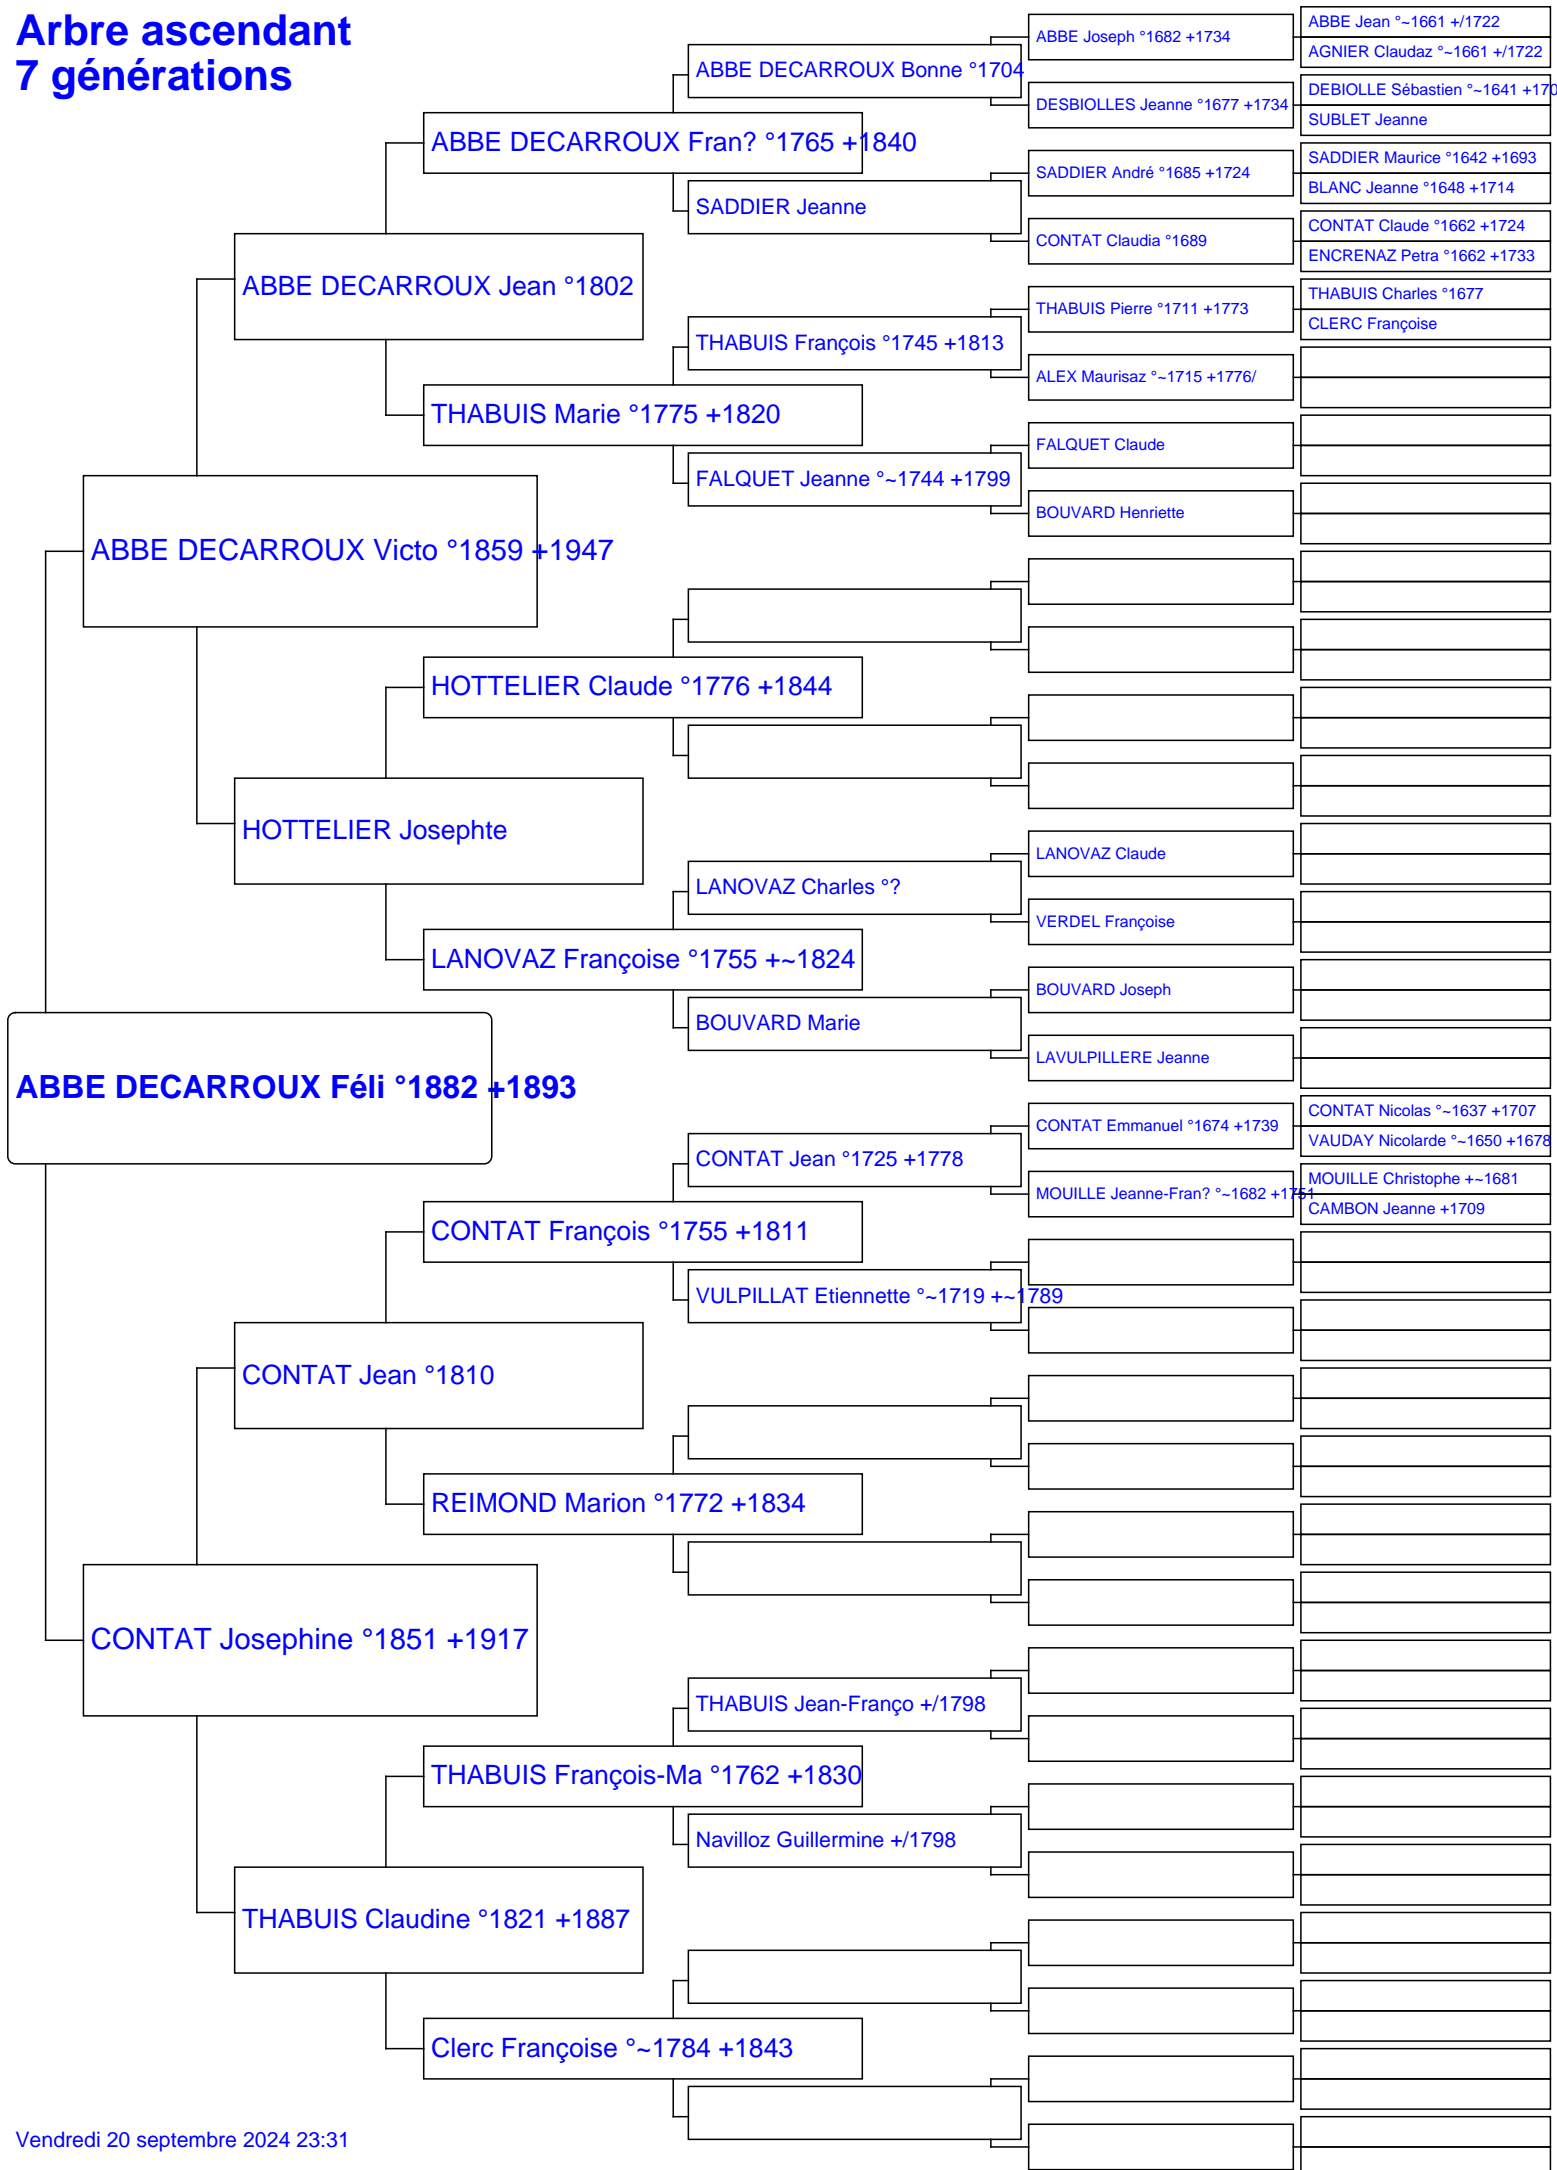 Arbre ascendant
7 générations
ABBE DECARROUX Féli °1882 +1893
ABBE DECARROUX Victo °1859 +1947
CONTAT Josephine °1851 +1917
ABBE DECARROUX Jean °1802
HOTTELIER Josephte
CONTAT Jean °1810
THABUIS Claudine °1821 +1887
ABBE DECARROUX Fran? °1765 +1840
THABUIS Marie °1775 +1820
HOTTELIER Claude °1776 +1844
LANOVAZ Françoise °1755 +~1824
CONTAT François °1755 +1811
REIMOND Marion °1772 +1834
THABUIS François-Ma °1762 +1830
Clerc Françoise °~1784 +1843
ABBE DECARROUX Bonne °1704
SADDIER Jeanne
THABUIS François °1745 +1813
FALQUET Jeanne °~1744 +1799
LANOVAZ Charles °?
BOUVARD Marie
CONTAT Jean °1725 +1778
VULPILLAT Etiennette °~1719 +~1789
THABUIS Jean-Franço +/1798
Navilloz Guillermine +/1798
ABBE Joseph °1682 +1734
DESBIOLLES Jeanne °1677 +1734
SADDIER André °1685 +1724
CONTAT Claudia °1689
THABUIS Pierre °1711 +1773
ALEX Maurisaz °~1715 +1776/
FALQUET Claude
BOUVARD Henriette
LANOVAZ Claude
VERDEL Françoise
BOUVARD Joseph
LAVULPILLERE Jeanne
CONTAT Emmanuel °1674 +1739
MOUILLE Jeanne-Fran? °~1682 +1751
ABBE Jean °~1661 +/1722
AGNIER Claudaz °~1661 +/1722
DEBIOLLE Sébastien °~1641 +170
SUBLET Jeanne
SADDIER Maurice °1642 +1693
BLANC Jeanne °1648 +1714
CONTAT Claude °1662 +1724
ENCRENAZ Petra °1662 +1733
THABUIS Charles °1677
CLERC Françoise
CONTAT Nicolas °~1637 +1707
VAUDAY Nicolarde °~1650 +1678
MOUILLE Christophe +~1681
CAMBON Jeanne +1709
Vendredi 20 septembre 2024 23:31